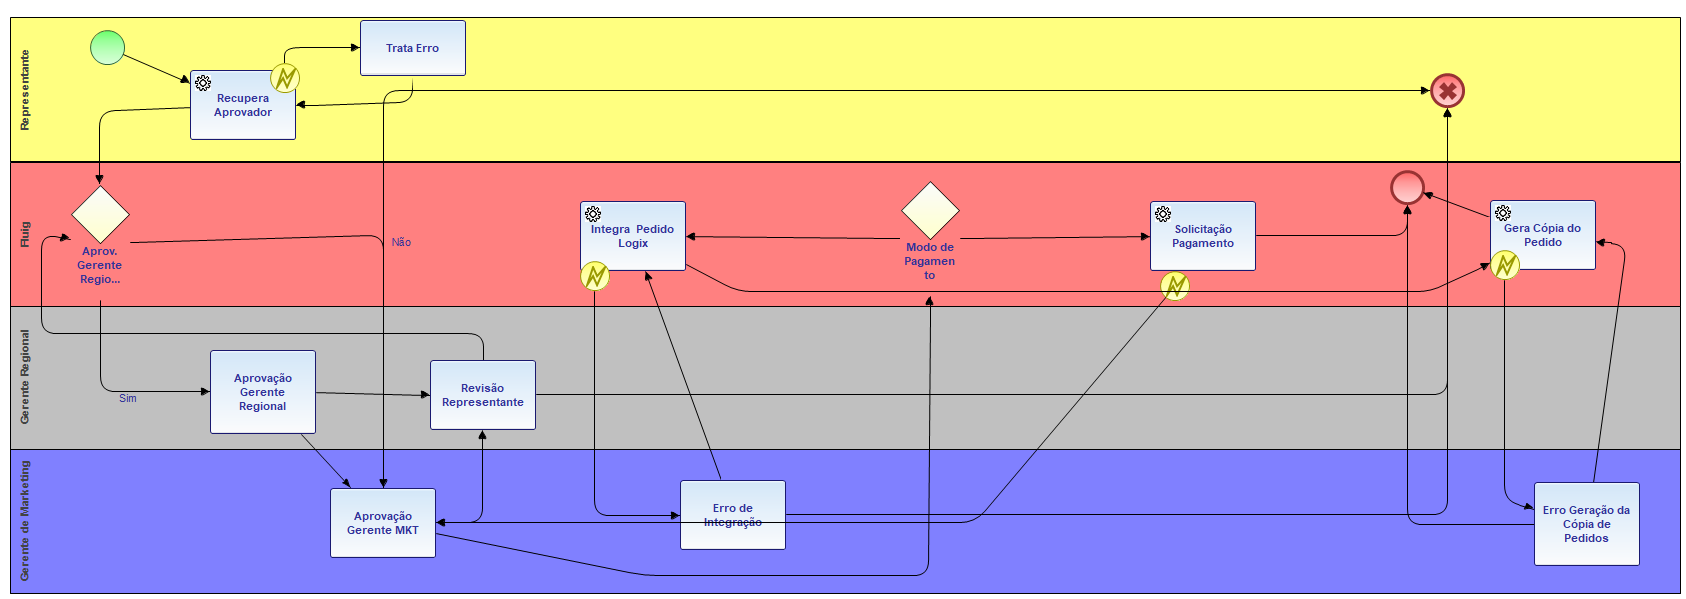 Representante
Trata Erro
Recupera
Aprovador
Fluig
Aprov.
Gerente
Regio...
Não
Integra Pedido
Logix
Modo de
Pagamen
to
Solicitação
Pagamento
Gera Cópia do
Pedido
Gerente Regional
Sim
Aprovação
Gerente
Regional
Revisão
Representante
Gerente de Marketing
Aprovação
Gerente MKT
Erro de
Integração
Erro Geração da
Cópia de
Pedidos